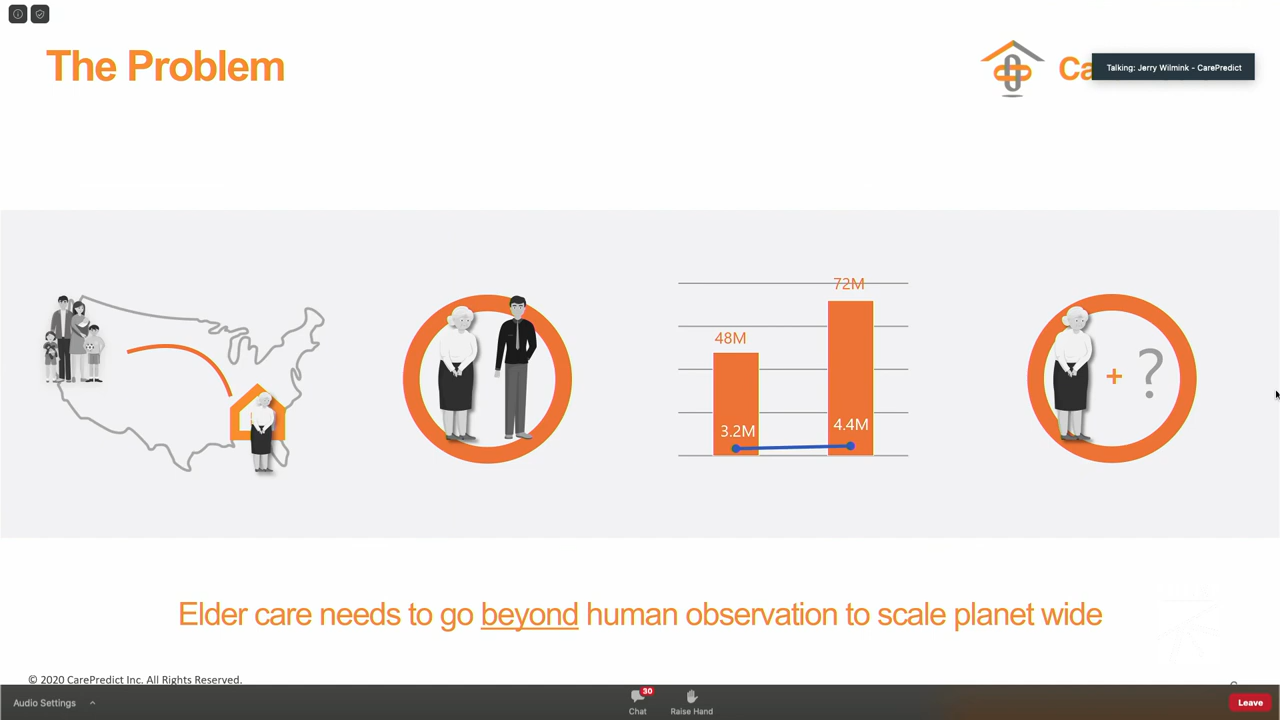 The Problem
Ca
Talking: Jerry Wilmink - CarePredict
72M
48M
3.2M
4.4M
+ ?
Elder care needs to go beyond human observation to scale planet wide
© 2020 CarePredict Inc. All Rights Reserved.
Audio Settings
30
Chat
Raise Hand
Leave